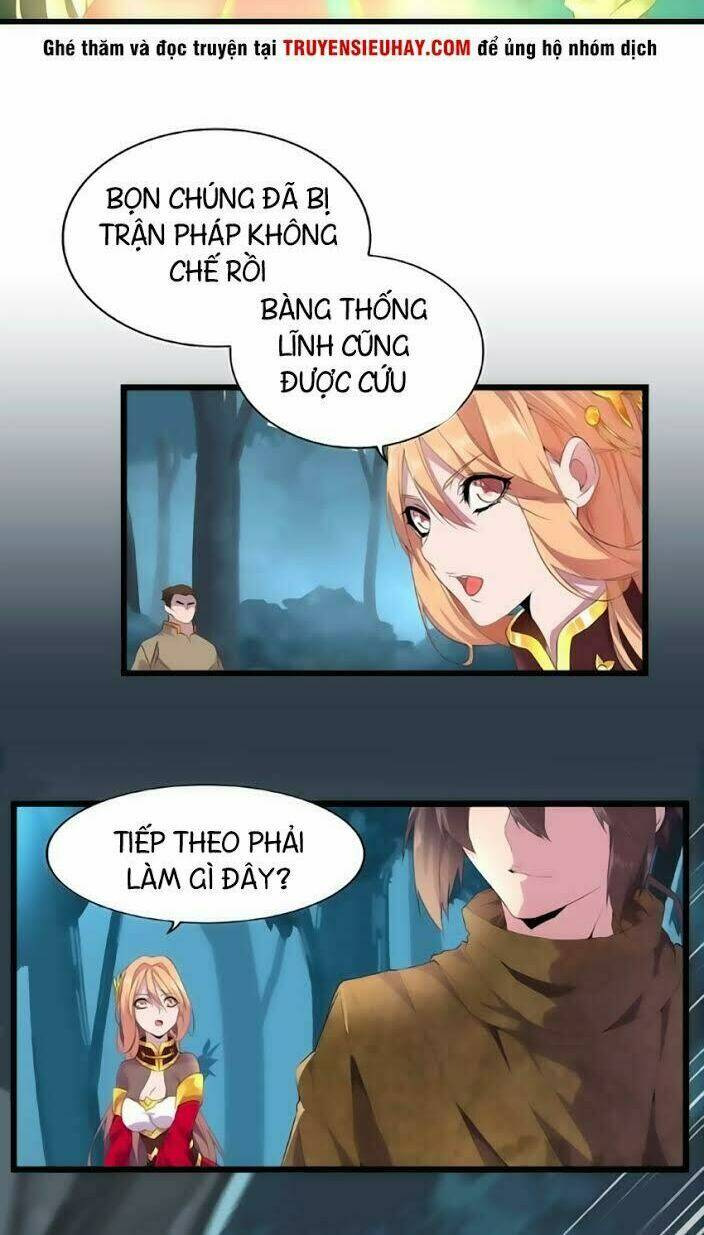 Ghé thăm và đọc truyện tại TRUYENSIEUHAY.COM để ủng hộ nhóm dịch
BỌN CHÚNG ĐÃ BỊ
TRẬN PHÁP KHÔNG
CHẾ RỒI
BÀNG THỐNG
LĨNH CŨNG
ĐƯỢC CỨU
TIẾP THEO PHẢI
LÀM GÌ ĐÂY?